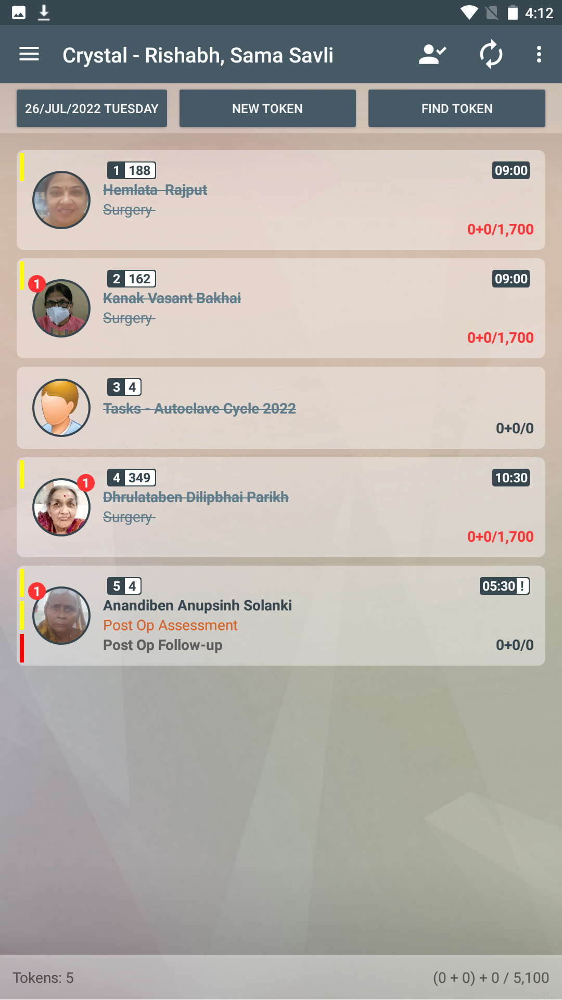 4:12
Crystal - Rishabh, Sama Savli
26/JUL/2022 TUESDAY
NEW TOKEN
FIND TOKEN
1 188
09:00
Hemlata Rajput
Surgery
0+0/1,700
1
2 162
09:00
Kanak Vasant Bakhai
Surgery
0+0/1,700
3 4
Tasks - Autoclave Cycle 2022
0+0/0
1
4 349
10:30
Dhrulataben Dilipbhai Parikh
Surgery
0+0/1,700
1
5 4
05:30 !
Anandiben Anupsinh Solanki
Post Op Assessment
Post Op Follow-up
0+0/0
Tokens: 5
(0 + 0) + 0 / 5,100